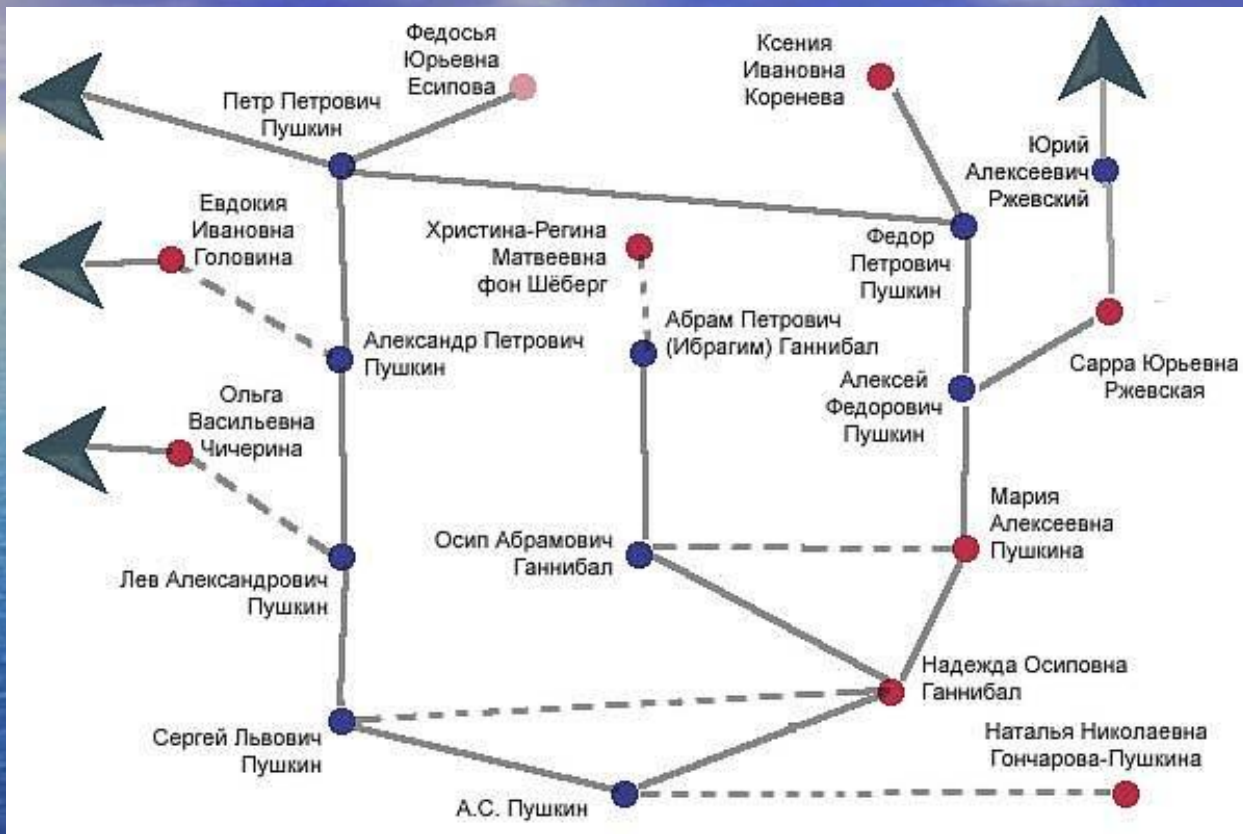 Федосья
Юрьевна
Есипова
Ксения
Ивановна
Коренева
Петр Петрович
Пушкин
Юрий
Алексеевич
Ржевский
Евдокия
Ивановна
Головина
Христина-Регина
Матвеевна
фон Шёберг
Федор
Петрович
Пушкин
Александр Петрович
Пушкин
Абрам Петрович
(Ибрагим) Ганнибал
Сарра Юрьевна
Ржевская
Алексей
Федорович
Пушкин
Ольга
Васильевна
Чичерина
Мария
Алексеевна
Пушкина
Осип Абрамович
Ганнибал
Лев Александрович
Пушкин
Надежда Осиповна
Ганнибал
Сергей Львович
Пушкин
Наталья Николаевна
Гончарова-Пушкина
А.С. Пушкин